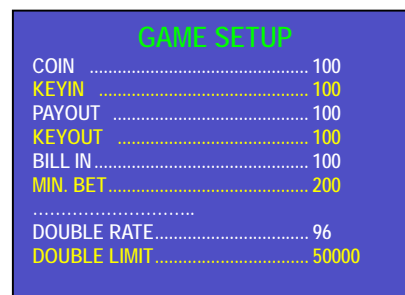 GAME SETUP
COIN ............................................... 100
KEYIN ............................................. 100
PAYOUT .......................................... 100
KEYOUT ......................................... 100
BILL IN.............................................. 100
MIN. BET........................................... 200
………………………..
DOUBLE RATE................................. 96
DOUBLE LIMIT................................. 50000